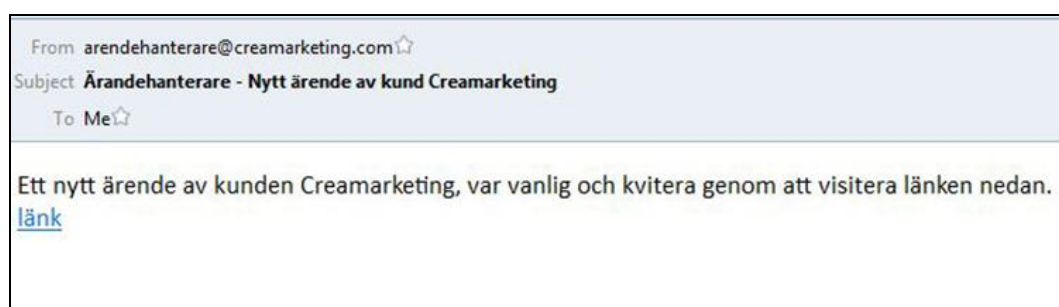 From arendehanterare@creamarketing.com
Subject Ärandehanterare - Nytt ärende av kund Creamarketing
To Me
Ett nytt ärende av kunden Creamarketing, var vanlig och kvitera genom att visitera länken nedan.
länk